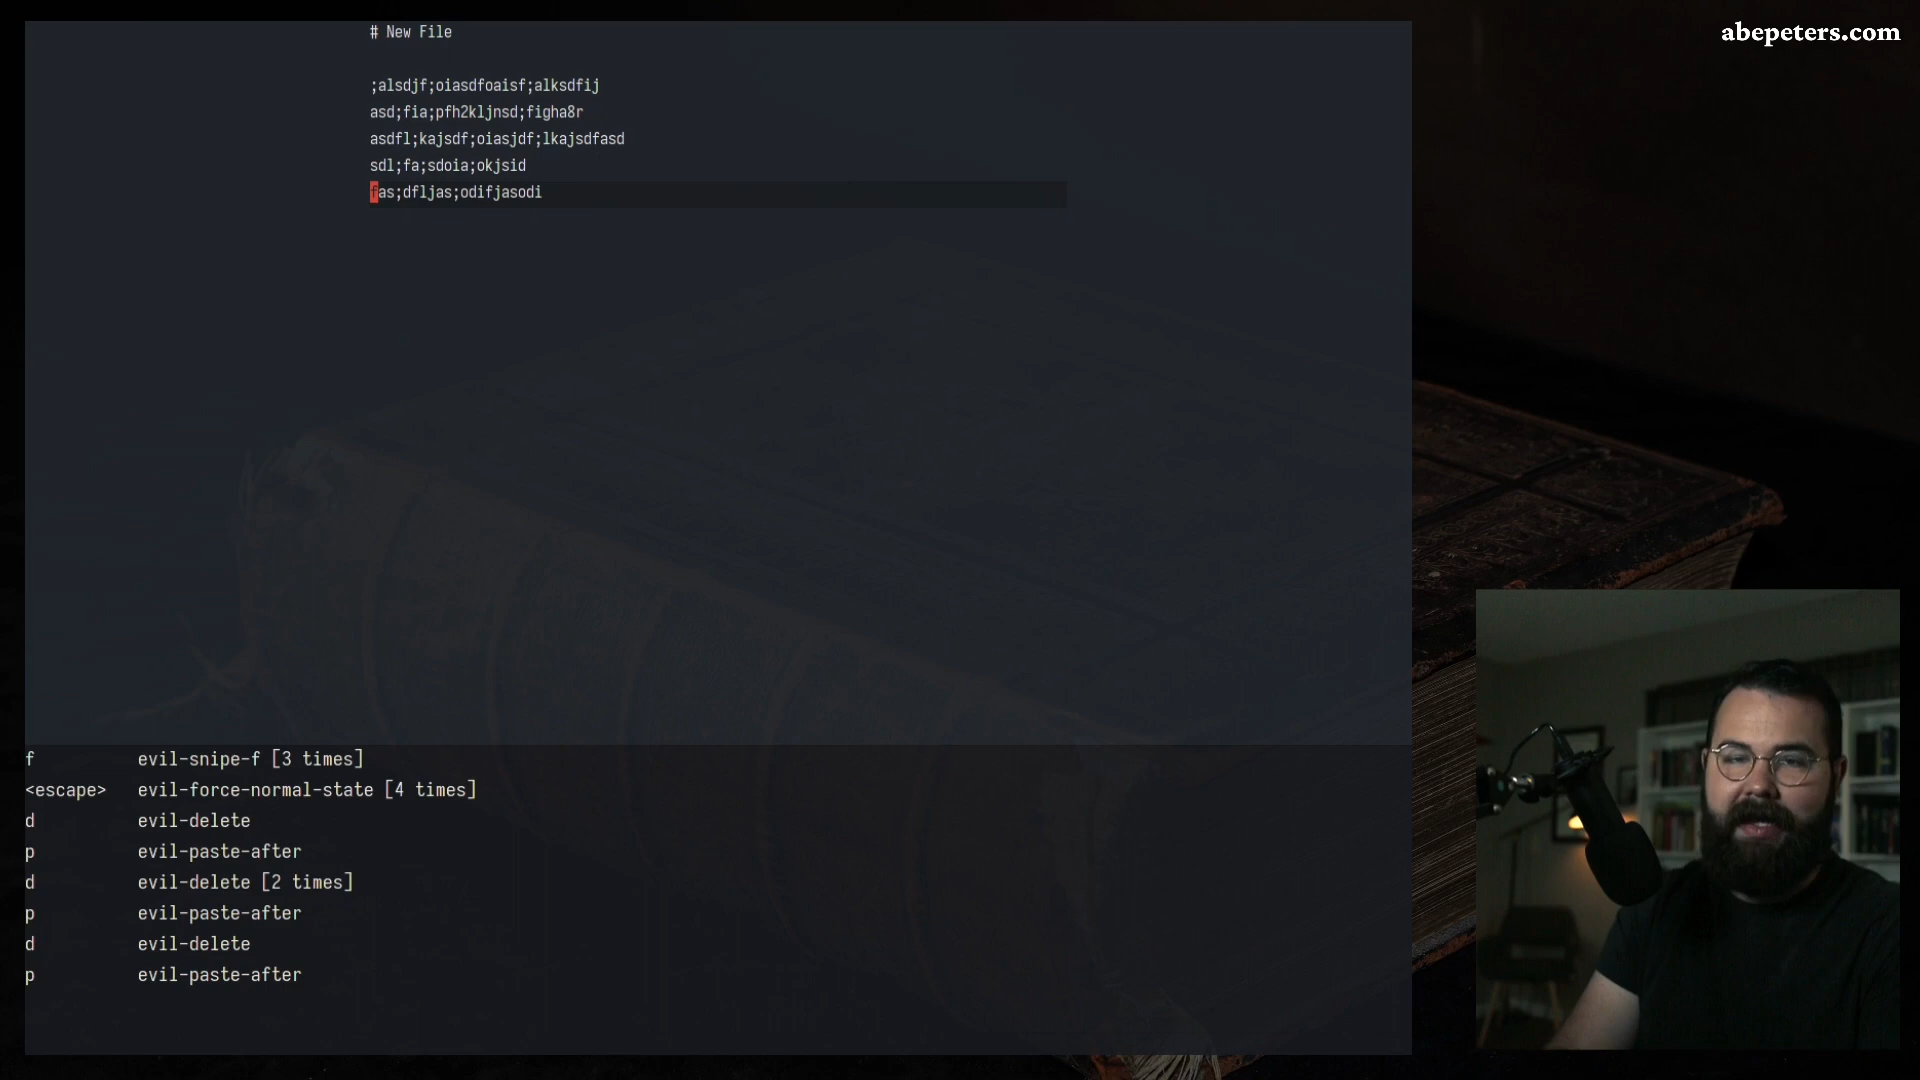 abepeters.com
# New File
;alsdjf;oiasdfoaisf;alksdfij
asd;fia;pfh2kljnsd;figha8r
asdfl;kajsdf;oiasjdf;lkajsdfasd
sdl;fa;sdoia;okjsid
fas;dfljas;odifjasodi
f evil-snipe-f [3 times]
<escape> evil-force-normal-state [4 times]
d evil-delete
p evil-paste-after
d evil-delete [2 times]
p evil-paste-after
d evil-delete
p evil-paste-after